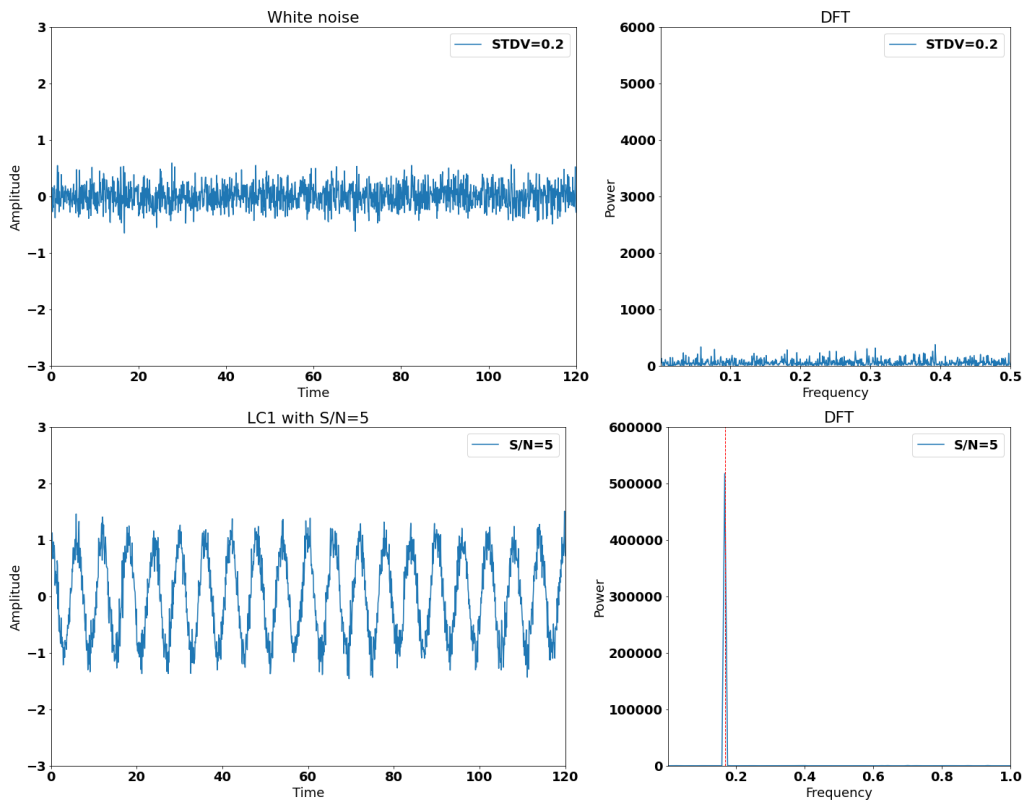 White noise
3
2
1
0
−1
−2
−3
0 20 40 60 80 100 120
Amplitude
Time
STDV=0.2
DFT
6000
5000
4000
3000
2000
1000
0
0.1 0.2 0.3 0.4 0.5
Power
Frequency
STDV=0.2
LC1 with S/N=5
3
2
1
0
−1
−2
−3
0 20 40 60 80 100 120
Amplitude
Time
S/N=5
DFT
600000
500000
400000
300000
200000
100000
0
0.2 0.4 0.6 0.8 1.0
Power
Frequency
S/N=5